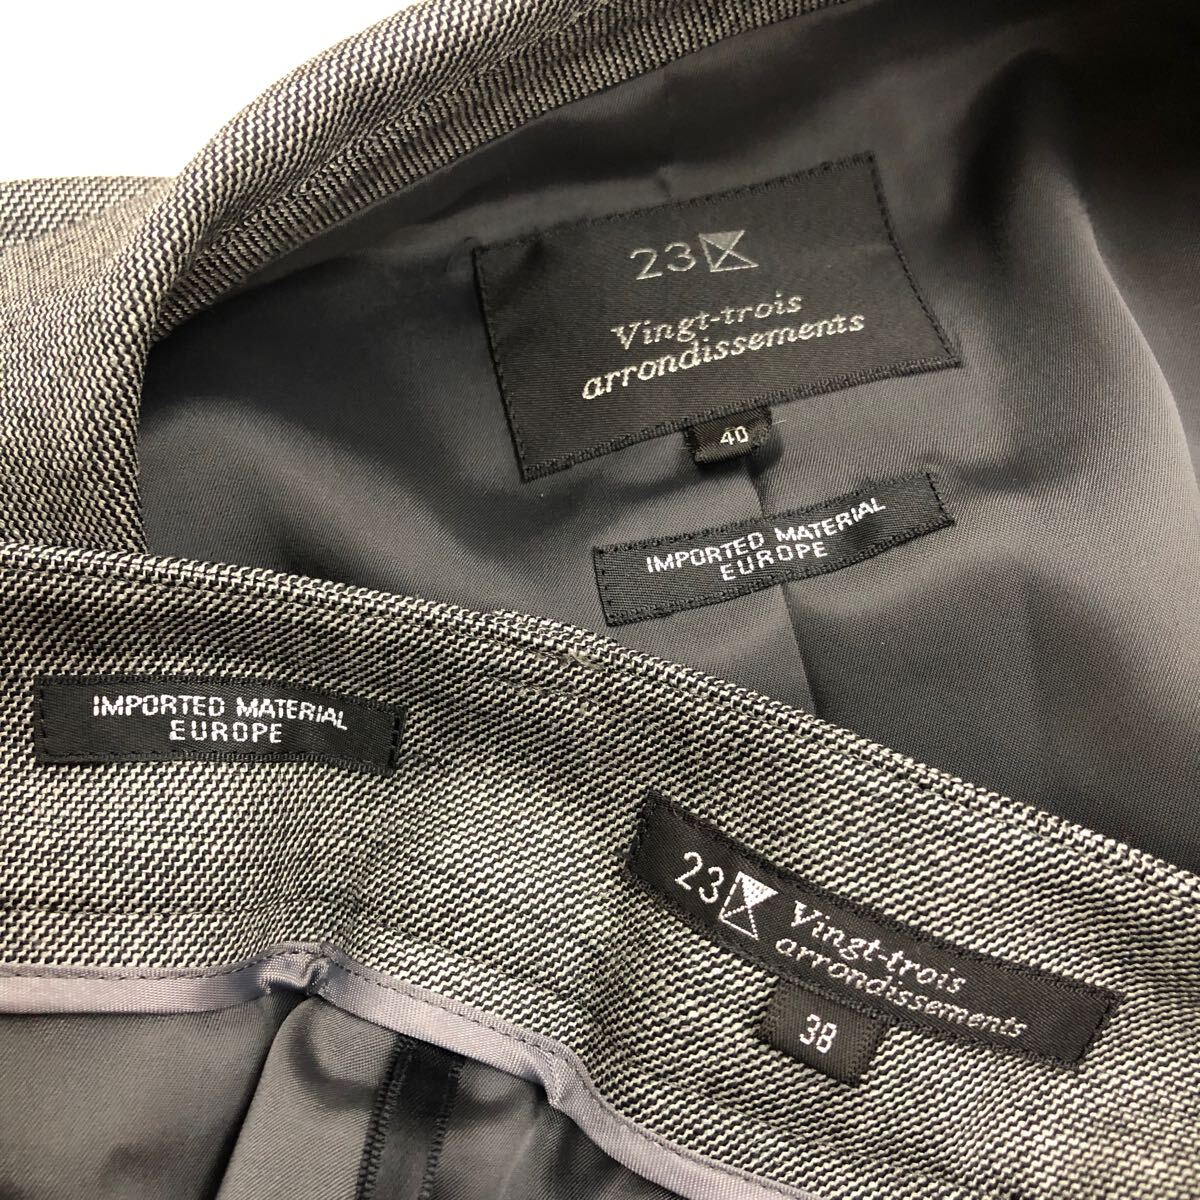 23
Vingt-trois
arrondissements
40
IMPORTED MATERIAL
EUROPE
IMPORTED MATERIAL
EUROPE
23
Vingt-trois
arrondissements
38